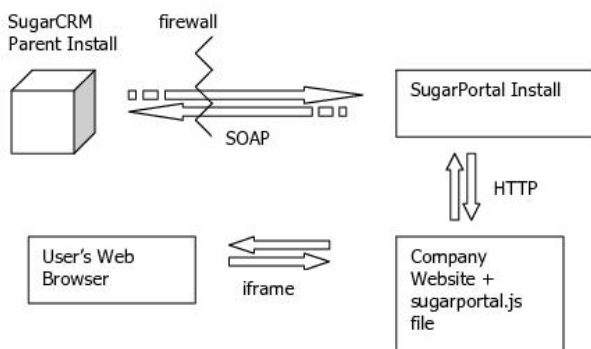 SugarCRM
Parent Install
firewall
SugarPortal Install
SOAP
HTTP
User's Web
Browser
iframe
Company
Website +
sugarportal.js
file